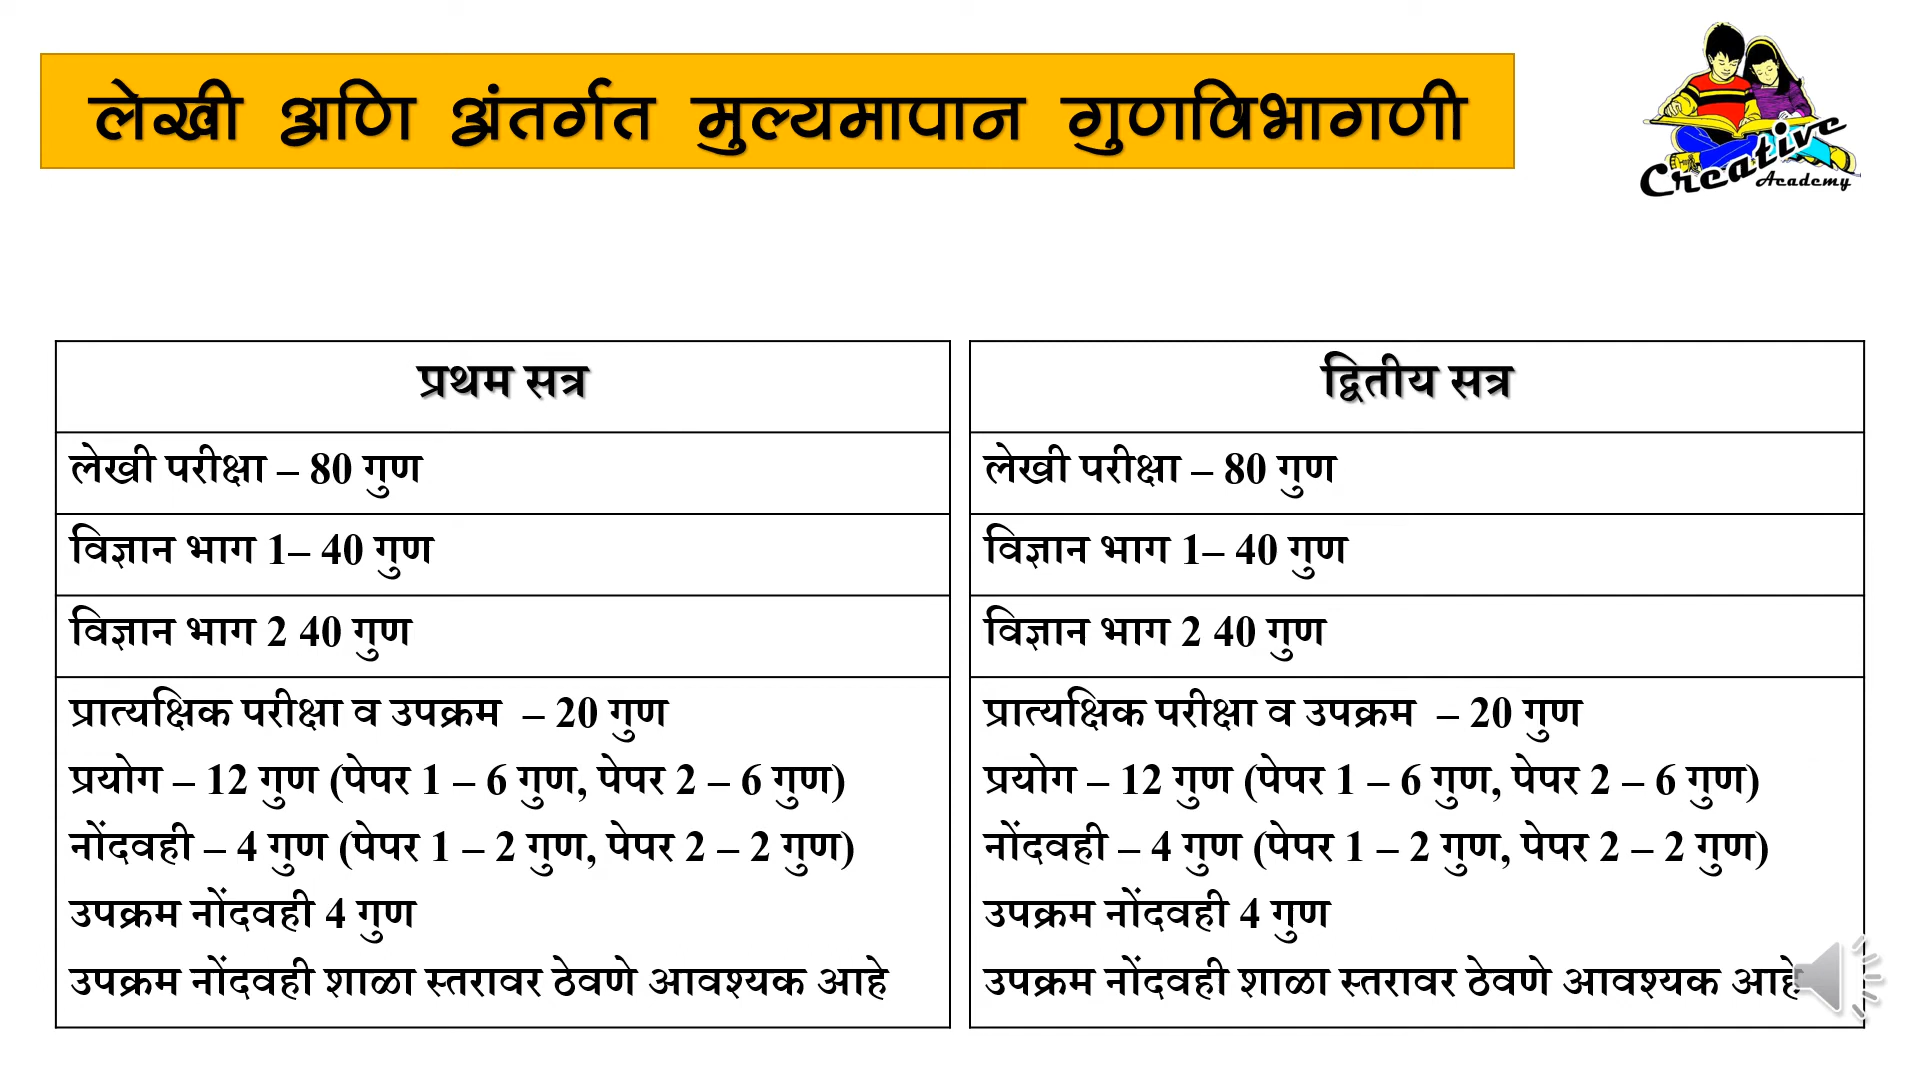 लेखी अणि अंतर्गत मुल्यमापान गुणविभागणी
Creative
Academy
प्रथम सत्र
लेखी परीक्षा – 80 गुण
विज्ञान भाग 1– 40 गुण
विज्ञान भाग 2 40 गुण
प्रात्यक्षिक परीक्षा व उपक्रम – 20 गुण
प्रयोग – 12 गुण (पेपर 1 – 6 गुण, पेपर 2 – 6 गुण)
नोंदवही – 4 गुण (पेपर 1 – 2 गुण, पेपर 2 – 2 गुण)
उपक्रम नोंदवही 4 गुण
उपक्रम नोंदवही शाळा स्तरावर ठेवणे आवश्यक आहे
द्वितीय सत्र
लेखी परीक्षा – 80 गुण
विज्ञान भाग 1– 40 गुण
विज्ञान भाग 2 40 गुण
प्रात्यक्षिक परीक्षा व उपक्रम – 20 गुण
प्रयोग – 12 गुण (पेपर 1 – 6 गुण, पेपर 2 – 6 गुण)
नोंदवही – 4 गुण (पेपर 1 – 2 गुण, पेपर 2 – 2 गुण)
उपक्रम नोंदवही 4 गुण
उपक्रम नोंदवही शाळा स्तरावर ठेवणे आवश्यक आहे